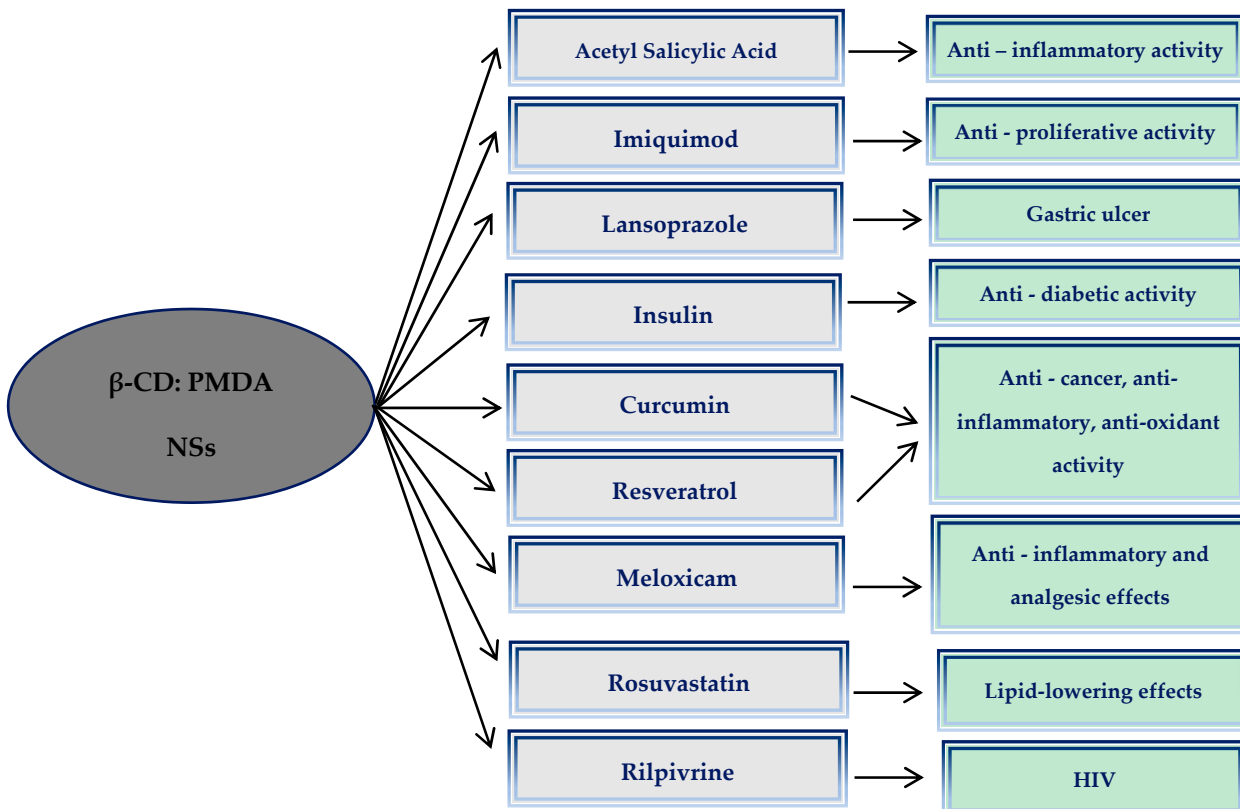 β-CD: PMDA
NSs
Acetyl Salicylic Acid
Anti – inflammatory activity
Imiquimod
Anti - proliferative activity
Lansoprazole
Gastric ulcer
Insulin
Anti - diabetic activity
Curcumin
Resveratrol
Anti - cancer, anti-
inflammatory, anti-oxidant
activity
Meloxicam
Anti - inflammatory and
analgesic effects
Rosuvastatin
Lipid-lowering effects
Rilpivrine
HIV